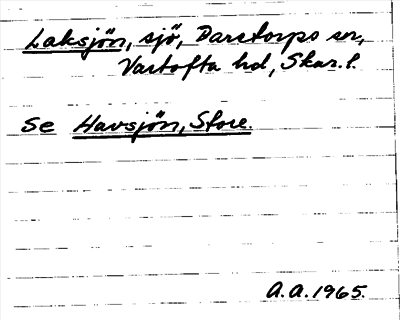 Laksjön, sjö, Daretorps sn,
Vartofta hd, Skar. l.
Se Havsjön, Store.
A.A. 1965.